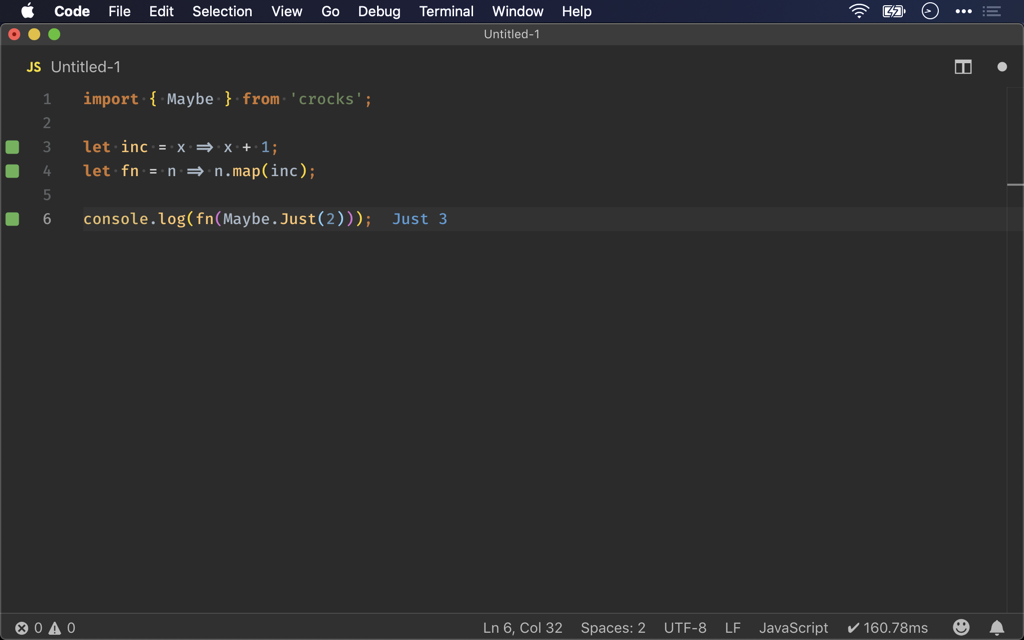 Code File Edit Selection View Go Debug Terminal Window Help
Untitled-1
JS Untitled-1
1 import { Maybe } from 'crocks';
2
3 let inc = x => x + 1;
4 let fn = n => n.map(inc);
5
6 console.log(fn(Maybe.Just(2))); Just 3
0 0 Ln 6, Col 32 Spaces: 2 UTF-8 LF JavaScript ✔ 160.78ms